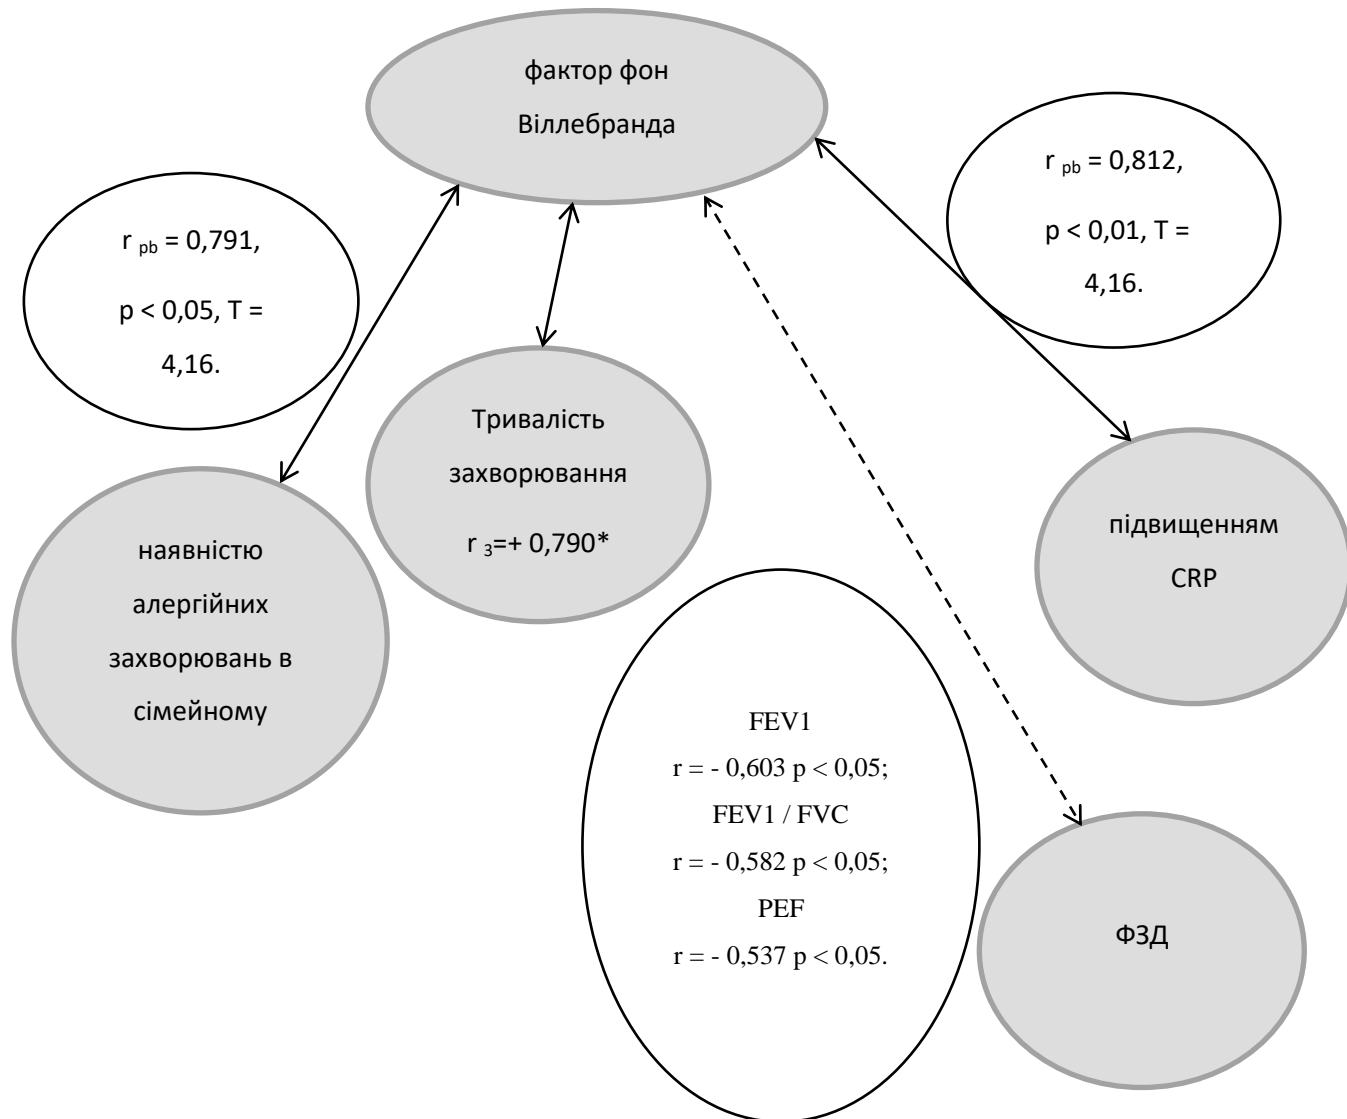 фактор фон
Віллебранда
r pb = 0,791,
p < 0,05, T =
4,16.
r pb = 0,812,
p < 0,01, T =
4,16.
Тривалість
захворювання
r 3=+ 0,790*
наявністю
алергійних
захворювань в
сімейному
підвищенням
CRP
FEV1
r = - 0,603 p < 0,05;
FEV1 / FVC
r = - 0,582 p < 0,05;
PEF
r = - 0,537 p < 0,05.
ФЗД